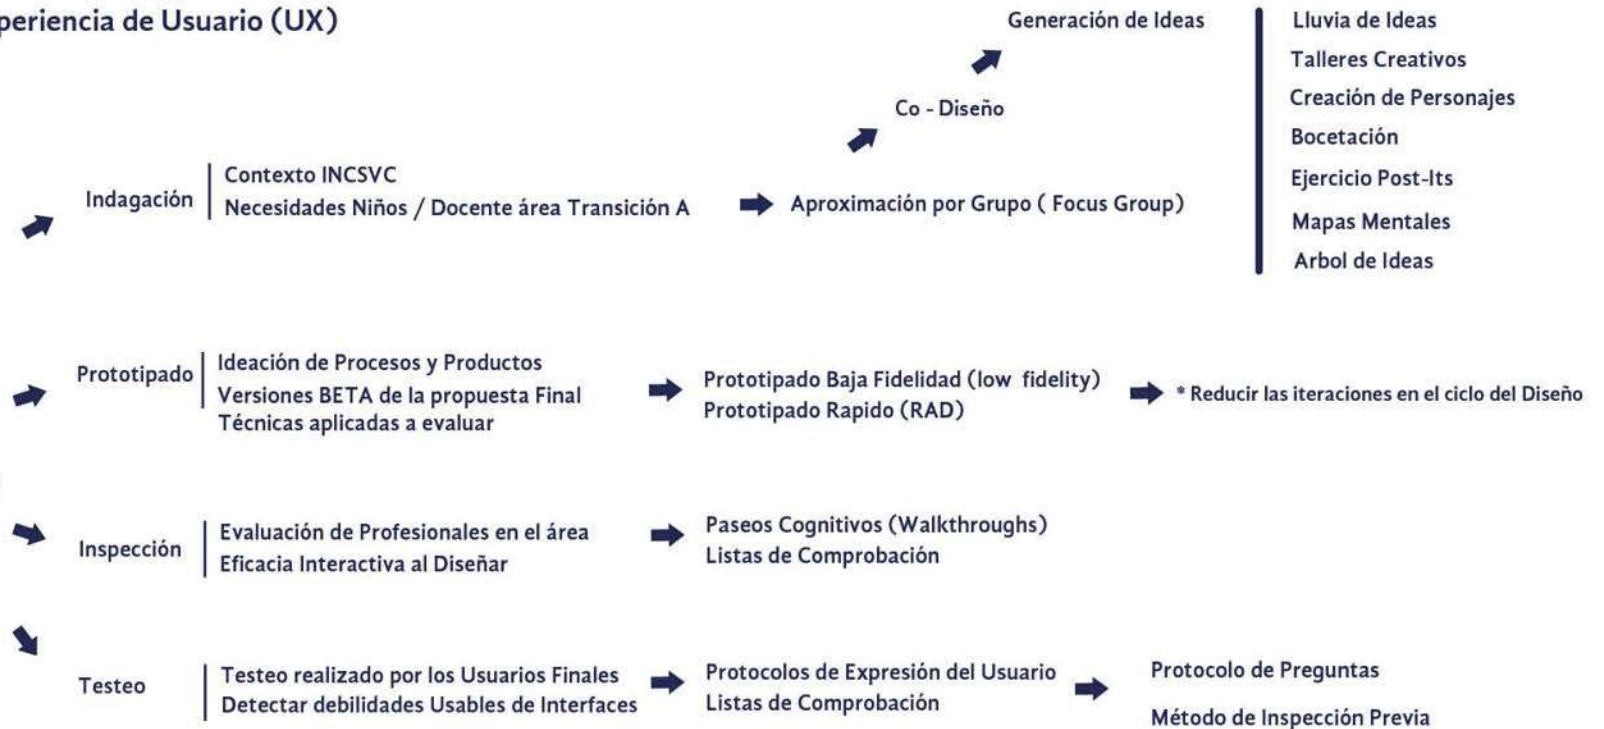 periencia de Usuario (UX)
Generación de Ideas
Lluvia de Ideas
Talleres Creativos
Creación de Personajes
Bocetación
Ejercicio Post-Its
Mapas Mentales
Arbol de Ideas
Co - Diseño
Indagación
Contexto INCSVC
Necesidades Niños / Docente área Transición A
Aproximación por Grupo ( Focus Group)
Prototipado
Ideación de Procesos y Productos
Versiones BETA de la propuesta Final
Técnicas aplicadas a evaluar
Prototipado Baja Fidelidad (low fidelity)
Prototipado Rapido (RAD)
* Reducir las iteraciones en el ciclo del Diseño
Inspección
Evaluación de Profesionales en el área
Eficacia Interactiva al Diseñar
Paseos Cognitivos (Walkthroughs)
Listas de Comprobación
Testeo
Testeo realizado por los Usuarios Finales
Detectar debilidades Usables de Interfaces
Protocolos de Expresión del Usuario
Listas de Comprobación
Protocolo de Preguntas
Método de Inspección Previa